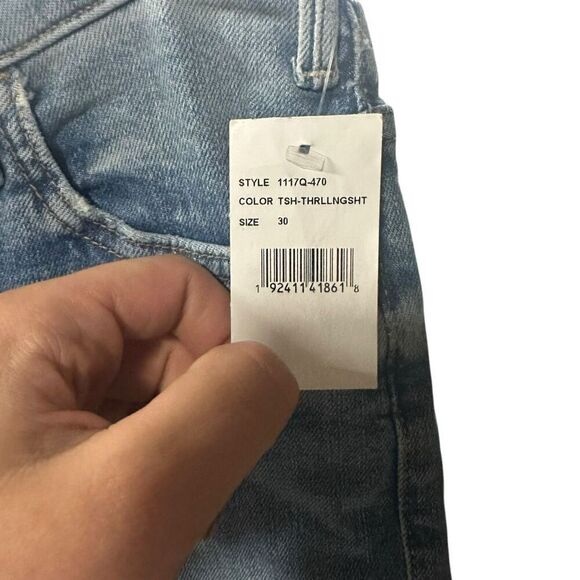 STYLE 1117Q-470
COLOR TSH-THRLLNGSHT
SIZE 30
1 92411 41861 8